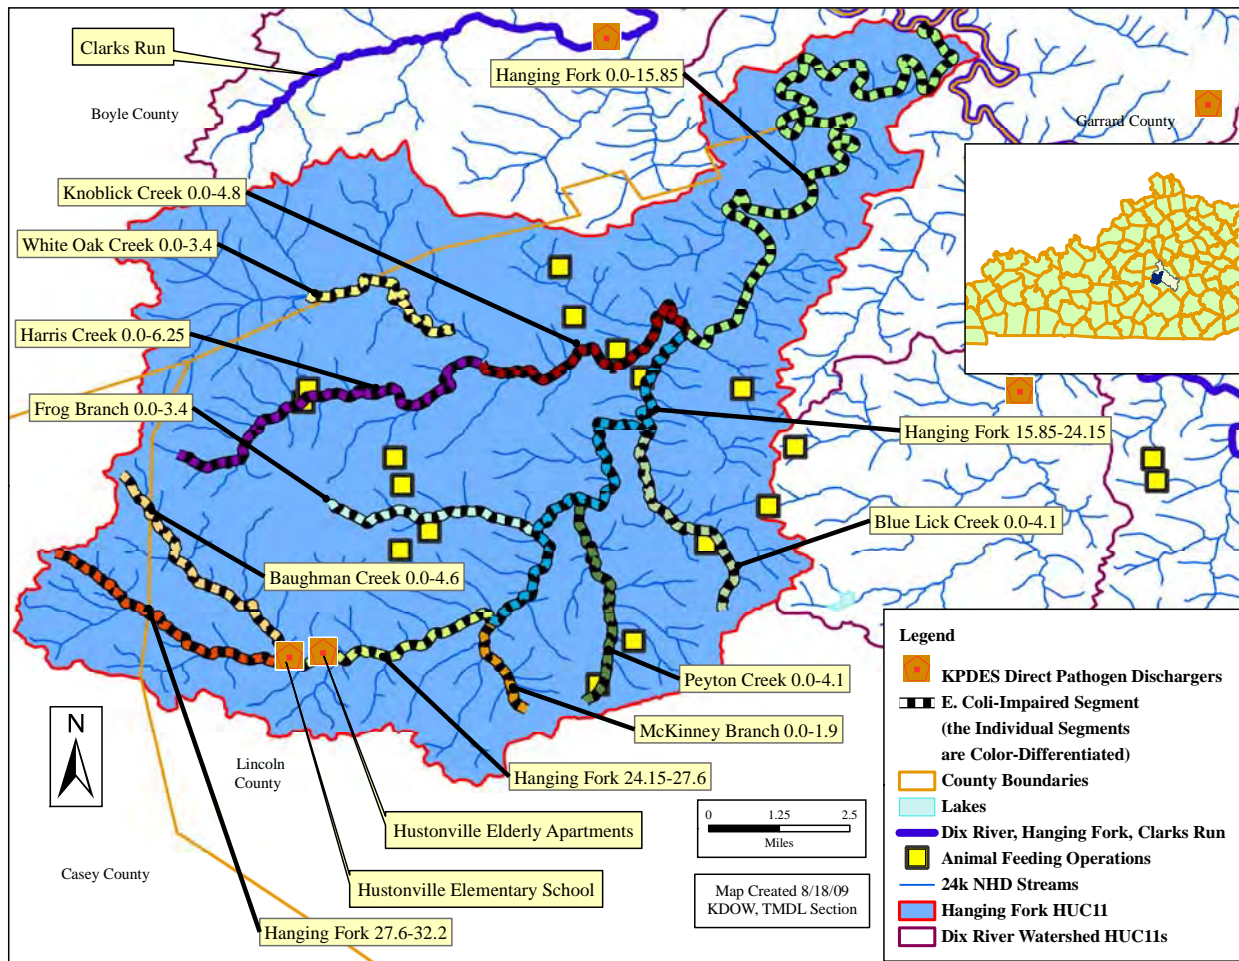 Clarks Run
Hanging Fork 0.0-15.85
Boyle County
Garrard County
Knoblick Creek 0.0-4.8
White Oak Creek 0.0-3.4
Harris Creek 0.0-6.25
Frog Branch 0.0-3.4
Hanging Fork 15.85-24.15
Blue Lick Creek 0.0-4.1
Baughman Creek 0.0-4.6
Peyton Creek 0.0-4.1
McKinney Branch 0.0-1.9
N
Lincoln
County
Hanging Fork 24.15-27.6
Hustonville Elderly Apartments
Casey County
Hustonville Elementary School
Hanging Fork 27.6-32.2
0 1.25 2.5
Miles
Map Created 8/18/09
KDOW, TMDL Section
Legend
KPDES Direct Pathogen Dischargers
E. Coli-Impaired Segment
(the Individual Segments
are Color-Differentiated)
County Boundaries
Lakes
Dix River, Hanging Fork, Clarks Run
Animal Feeding Operations
24k NHD Streams
Hanging Fork HUC11
Dix River Watershed HUC11s